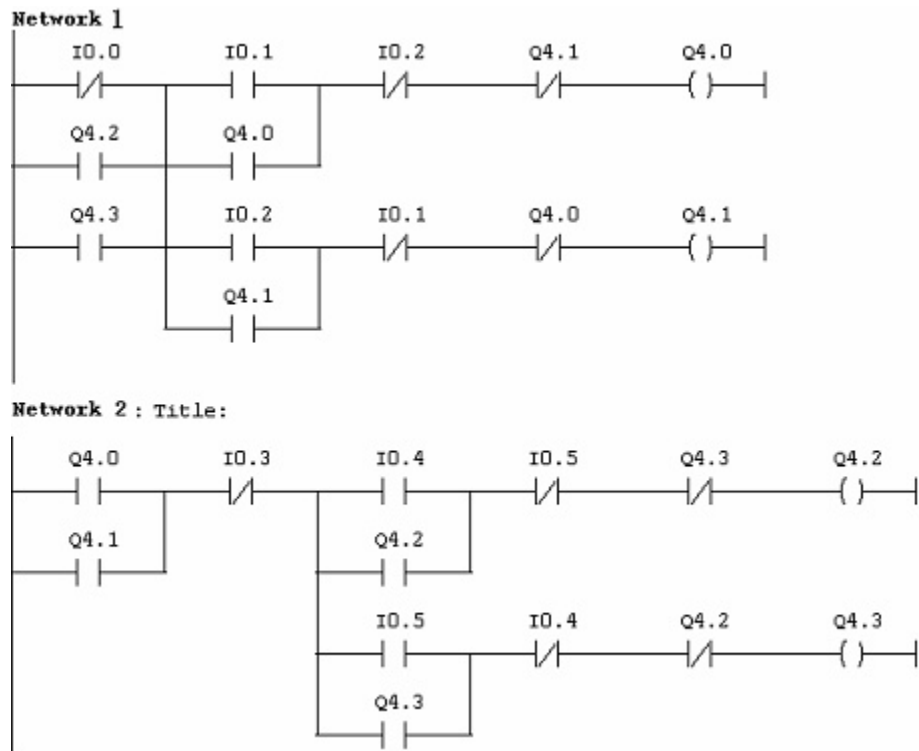 Network 1
I0.0 I0.1 I0.2 Q4.1 Q4.0
Q4.2 Q4.0
Q4.3 I0.2 I0.1 Q4.0 Q4.1
Q4.1
Network 2 : Title:
Q4.0 I0.3 I0.4 I0.5 Q4.3 Q4.2
Q4.1 Q4.2
I0.5 I0.4 Q4.2 Q4.3
Q4.3